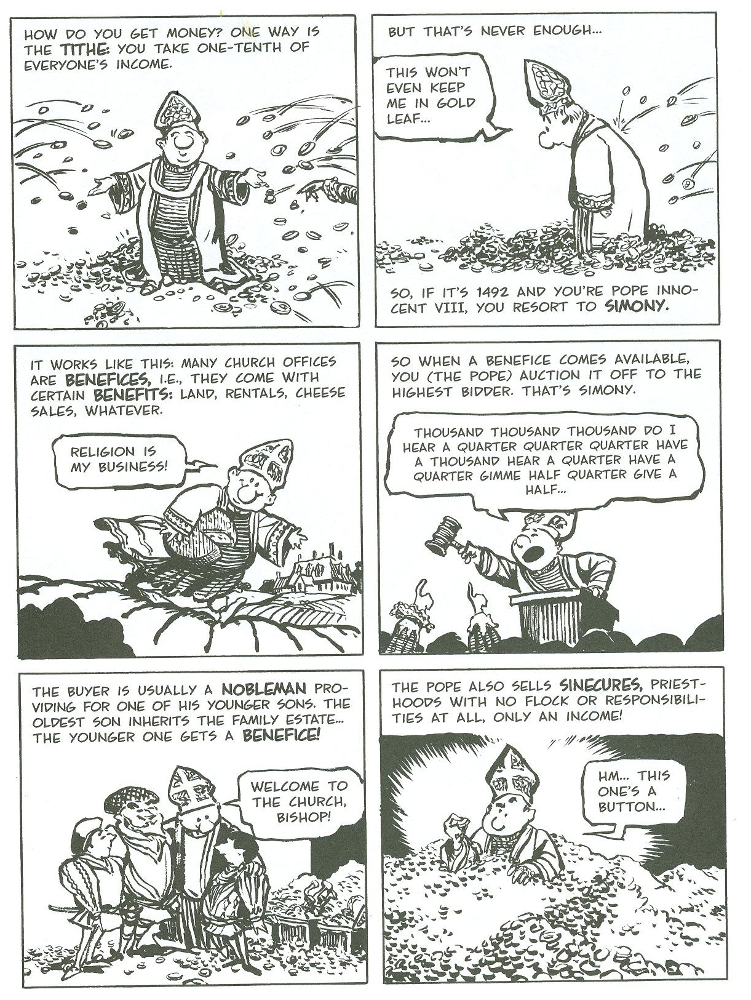 HOW DO YOU GET MONEY? ONE WAY IS
THE TITHE: YOU TAKE ONE-TENTH OF
EVERYONE'S INCOME.
BUT THAT'S NEVER ENOUGH...
THIS WON'T
EVEN KEEP
ME IN GOLD
LEAF...
SO, IF IT'S 1492 AND YOU'RE POPE INNO-
CENT VIII, YOU RESORT TO SIMONY.
IT WORKS LIKE THIS: MANY CHURCH OFFICES
ARE BENEFICES, I.E., THEY COME WITH
CERTAIN BENEFITS: LAND, RENTALS, CHEESE
SALES, WHATEVER.
RELIGION IS
MY BUSINESS!
SO WHEN A BENEFICE COMES AVAILABLE,
YOU (THE POPE) AUCTION IT OFF TO THE
HIGHEST BIDDER. THAT'S SIMONY.
THOUSAND THOUSAND THOUSAND DO I
HEAR A QUARTER QUARTER QUARTER HAVE
A THOUSAND HEAR A QUARTER HAVE A
QUARTER GIMME HALF QUARTER GIVE A
HALF...
THE BUYER IS USUALLY A NOBLEMAN PRO-
VIDING FOR ONE OF HIS YOUNGER SONS. THE
OLDEST SON INHERITS THE FAMILY ESTATE...
THE YOUNGER ONE GETS A BENEFICE!
WELCOME TO
THE CHURCH,
BISHOP!
THE POPE ALSO SELLS SINECURES, PRIEST-
HOODS WITH NO FLOCK OR RESPONSIBILI-
TIES AT ALL, ONLY AN INCOME!
HM... THIS
ONE'S A
BUTTON...